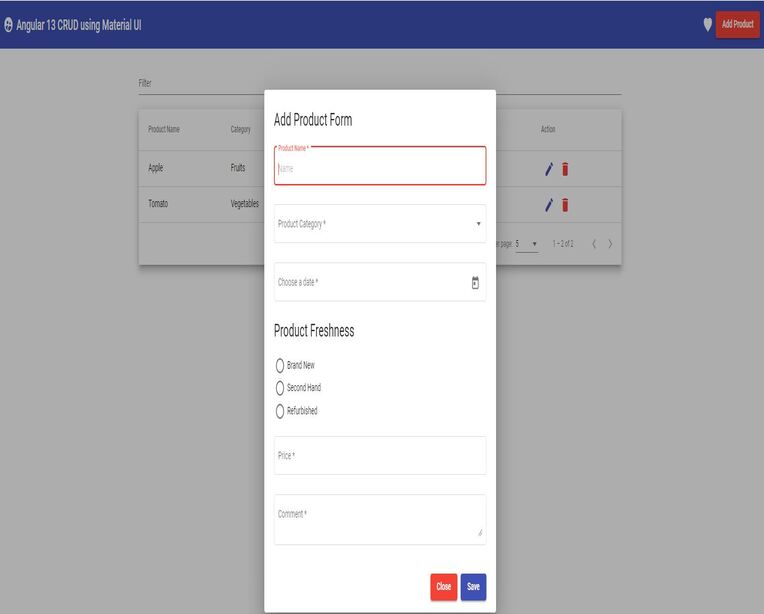 Angular 13 CRUD using Material UI
Add Product
Filter
Product Name Category Action
Apple Fruits
Tomato Vegetables
page: 5 1 – 2 of 2
Add Product Form
Product Name *
Name
Product Category *
Choose a date *
Product Freshness
Brand New
Second Hand
Refurbished
Price *
Comment *
Close Save